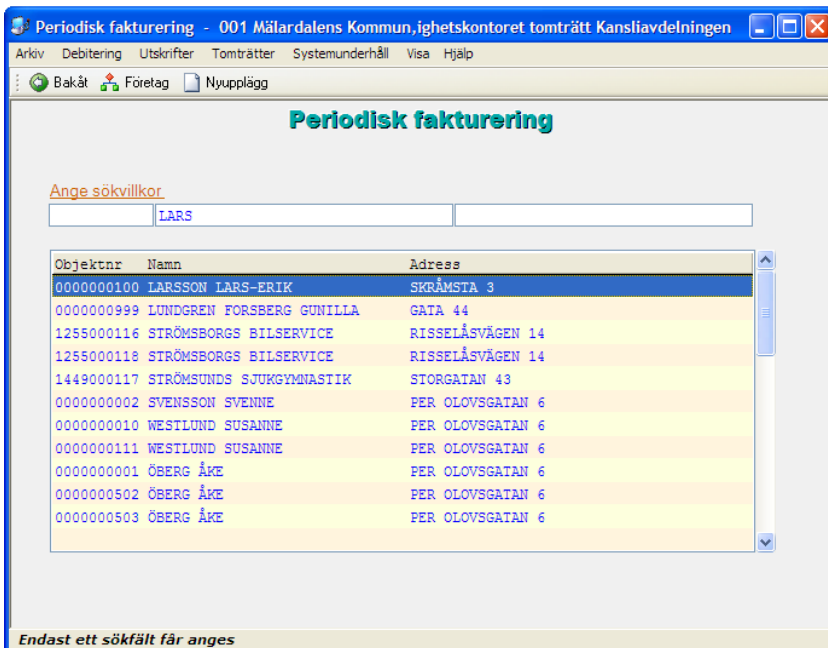 Periodisk fakturering - 001 Mälardalens Kommun,ighetskontoret tomträtt Kansliavdelningen
Arkiv Debitering Utskrifter Tomträtter Systemunderhåll Visa Hjälp
Bakåt Företag Nyupplägg
Periodisk fakturering
Ange sökvillkor
LARS
Objektnr Namn Adress
0000000100 LARSSON LARS-ERIK SKRÅMSTA 3
0000000999 LUNDGREN FORSBERG GUNILLA GATA 44
1255000116 STRÖMSBORGS BILSERVICE RISSELÅSVÄGEN 14
1255000118 STRÖMSBORGS BILSERVICE RISSELÅSVÄGEN 14
1449000117 STRÖMSUNDS SJUKGYMNASTIK STORGATAN 43
0000000002 SVENSSON SVENNE PER OLOVSGATAN 6
0000000010 WESTLUND SUSANNE PER OLOVSGATAN 6
0000000111 WESTLUND SUSANNE PER OLOVSGATAN 6
0000000001 ÖBERG ÅKE PER OLOVSGATAN 6
0000000502 ÖBERG ÅKE PER OLOVSGATAN 6
0000000503 ÖBERG ÅKE PER OLOVSGATAN 6
Endast ett sökfält får anges